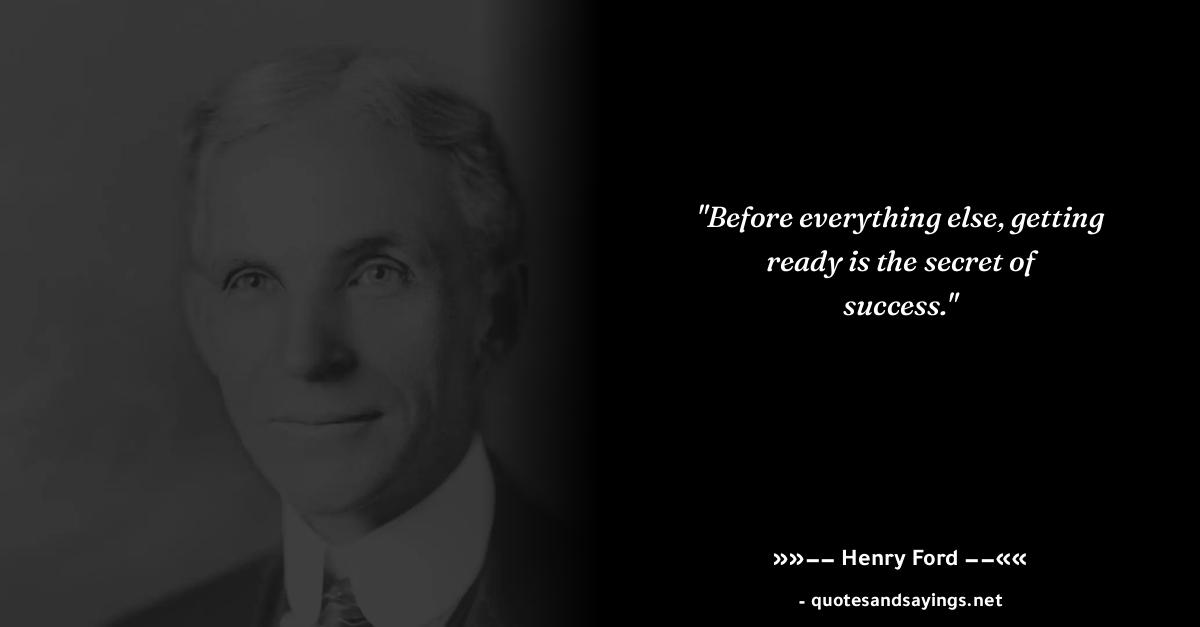 "Before everything else, getting
ready is the secret of
success."
»»−− Henry Ford −−««
- quotesandsayings.net